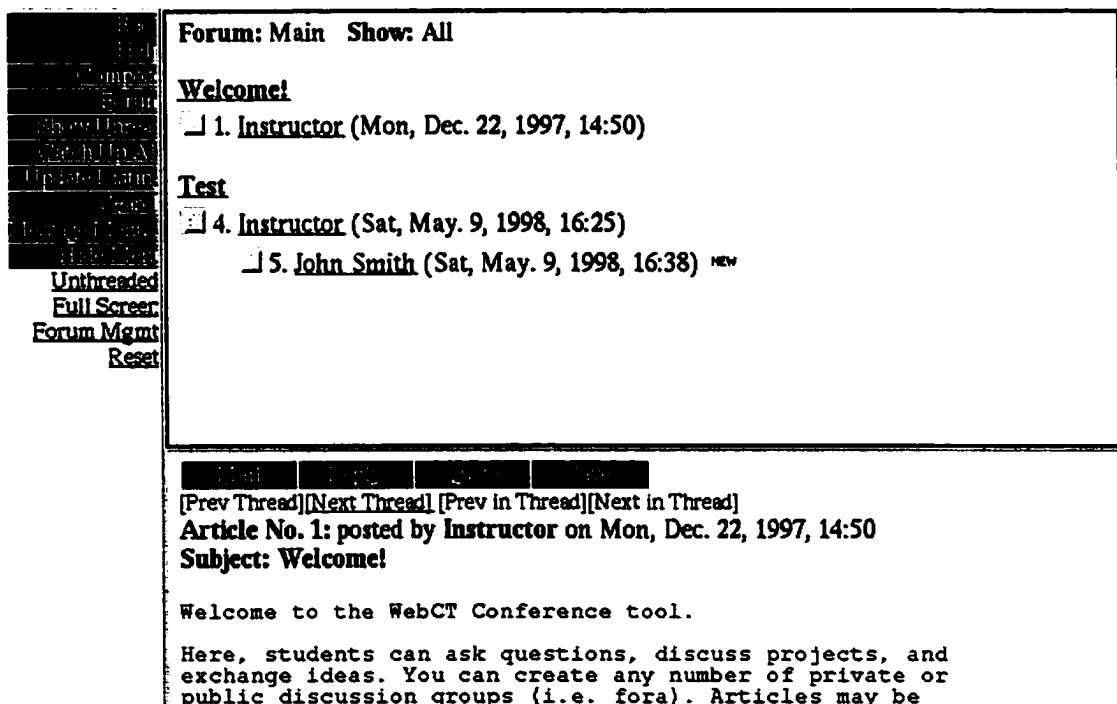 Forum: Main Show: All
Welcome!
1. Instructor (Mon, Dec. 22, 1997, 14:50)
Test
4. Instructor (Sat, May. 9, 1998, 16:25)
5. John Smith (Sat, May. 9, 1998, 16:38) NEW
Unthreaded
Full Screen
Forum Mgmt
Reset
[Prev Thread][Next Thread] [Prev in Thread][Next in Thread]
Article No. 1: posted by Instructor on Mon, Dec. 22, 1997, 14:50
Subject: Welcome!
Welcome to the WebCT Conference tool.
Here, students can ask questions, discuss projects, and
exchange ideas. You can create any number of private or
public discussion groups (i.e. fora). Articles may be